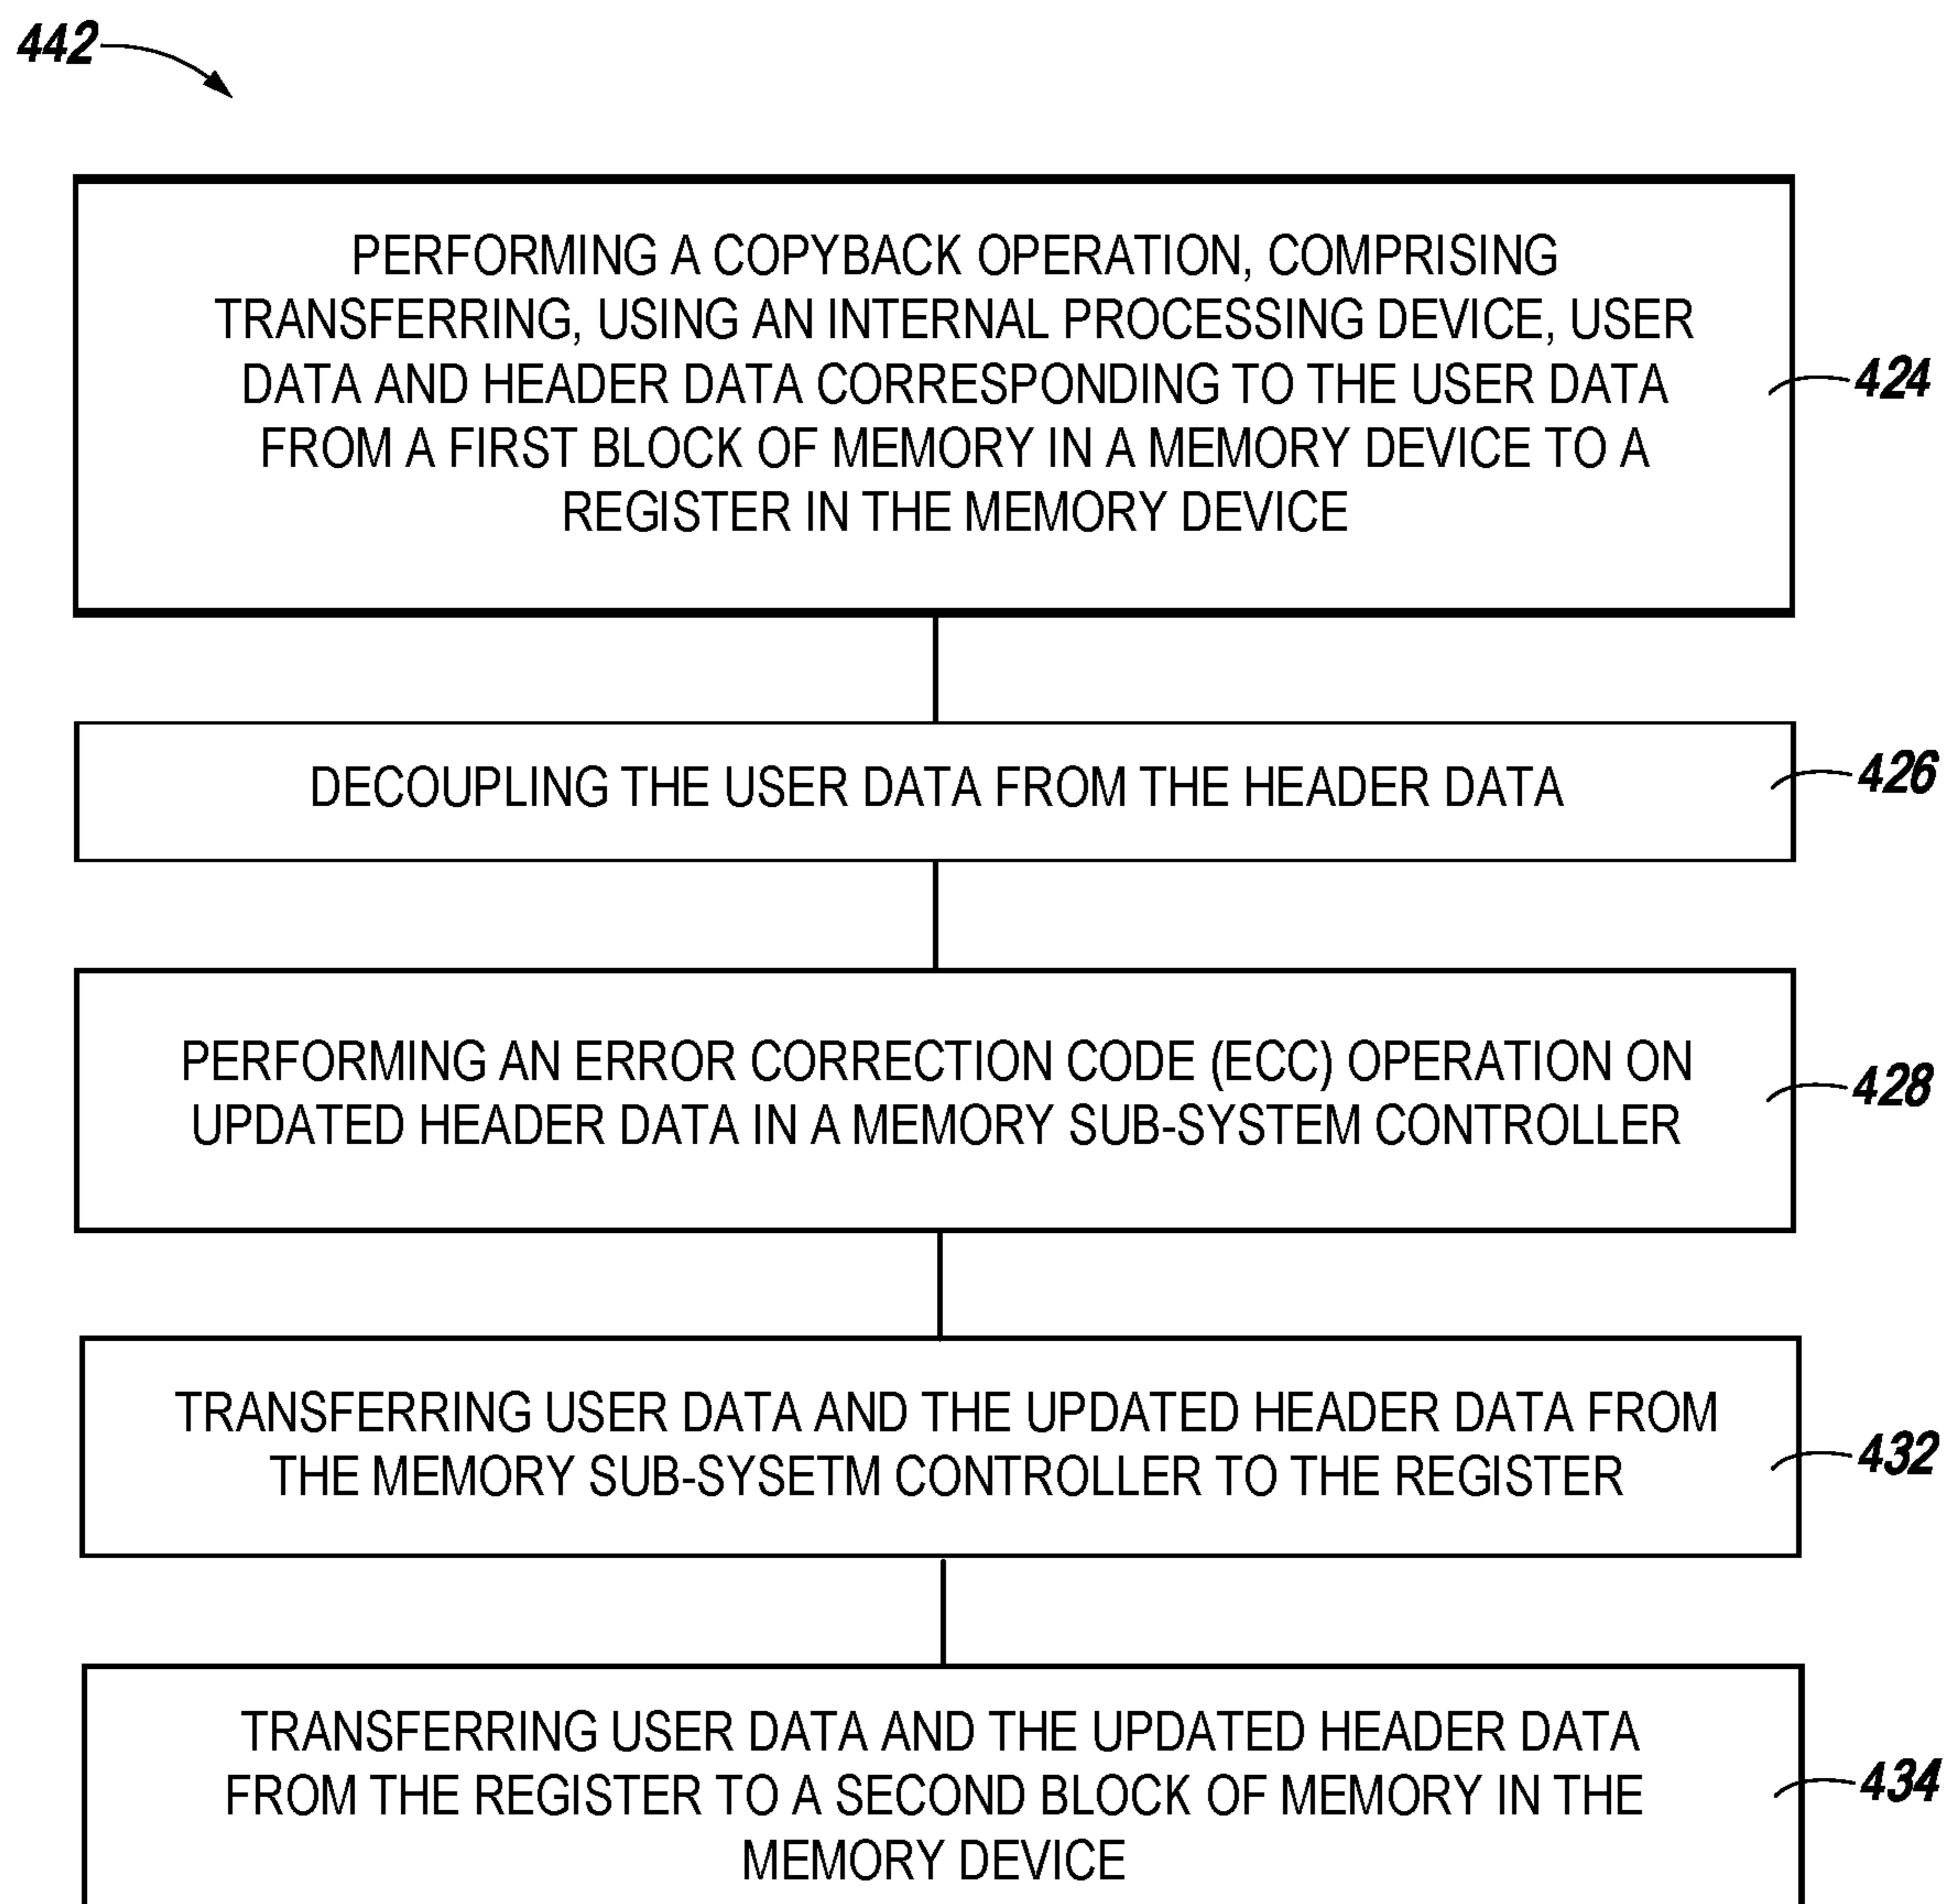 442
PERFORMING A COPYBACK OPERATION, COMPRISING
TRANSFERRING, USING AN INTERNAL PROCESSING DEVICE, USER
DATA AND HEADER DATA CORRESPONDING TO THE USER DATA
FROM A FIRST BLOCK OF MEMORY IN A MEMORY DEVICE TO A
REGISTER IN THE MEMORY DEVICE
424
DECOUPLING THE USER DATA FROM THE HEADER DATA
426
PERFORMING AN ERROR CORRECTION CODE (ECC) OPERATION ON
UPDATED HEADER DATA IN A MEMORY SUB-SYSTEM CONTROLLER
428
TRANSFERRING USER DATA AND THE UPDATED HEADER DATA FROM
THE MEMORY SUB-SYSETM CONTROLLER TO THE REGISTER
432
TRANSFERRING USER DATA AND THE UPDATED HEADER DATA
FROM THE REGISTER TO A SECOND BLOCK OF MEMORY IN THE
MEMORY DEVICE
434